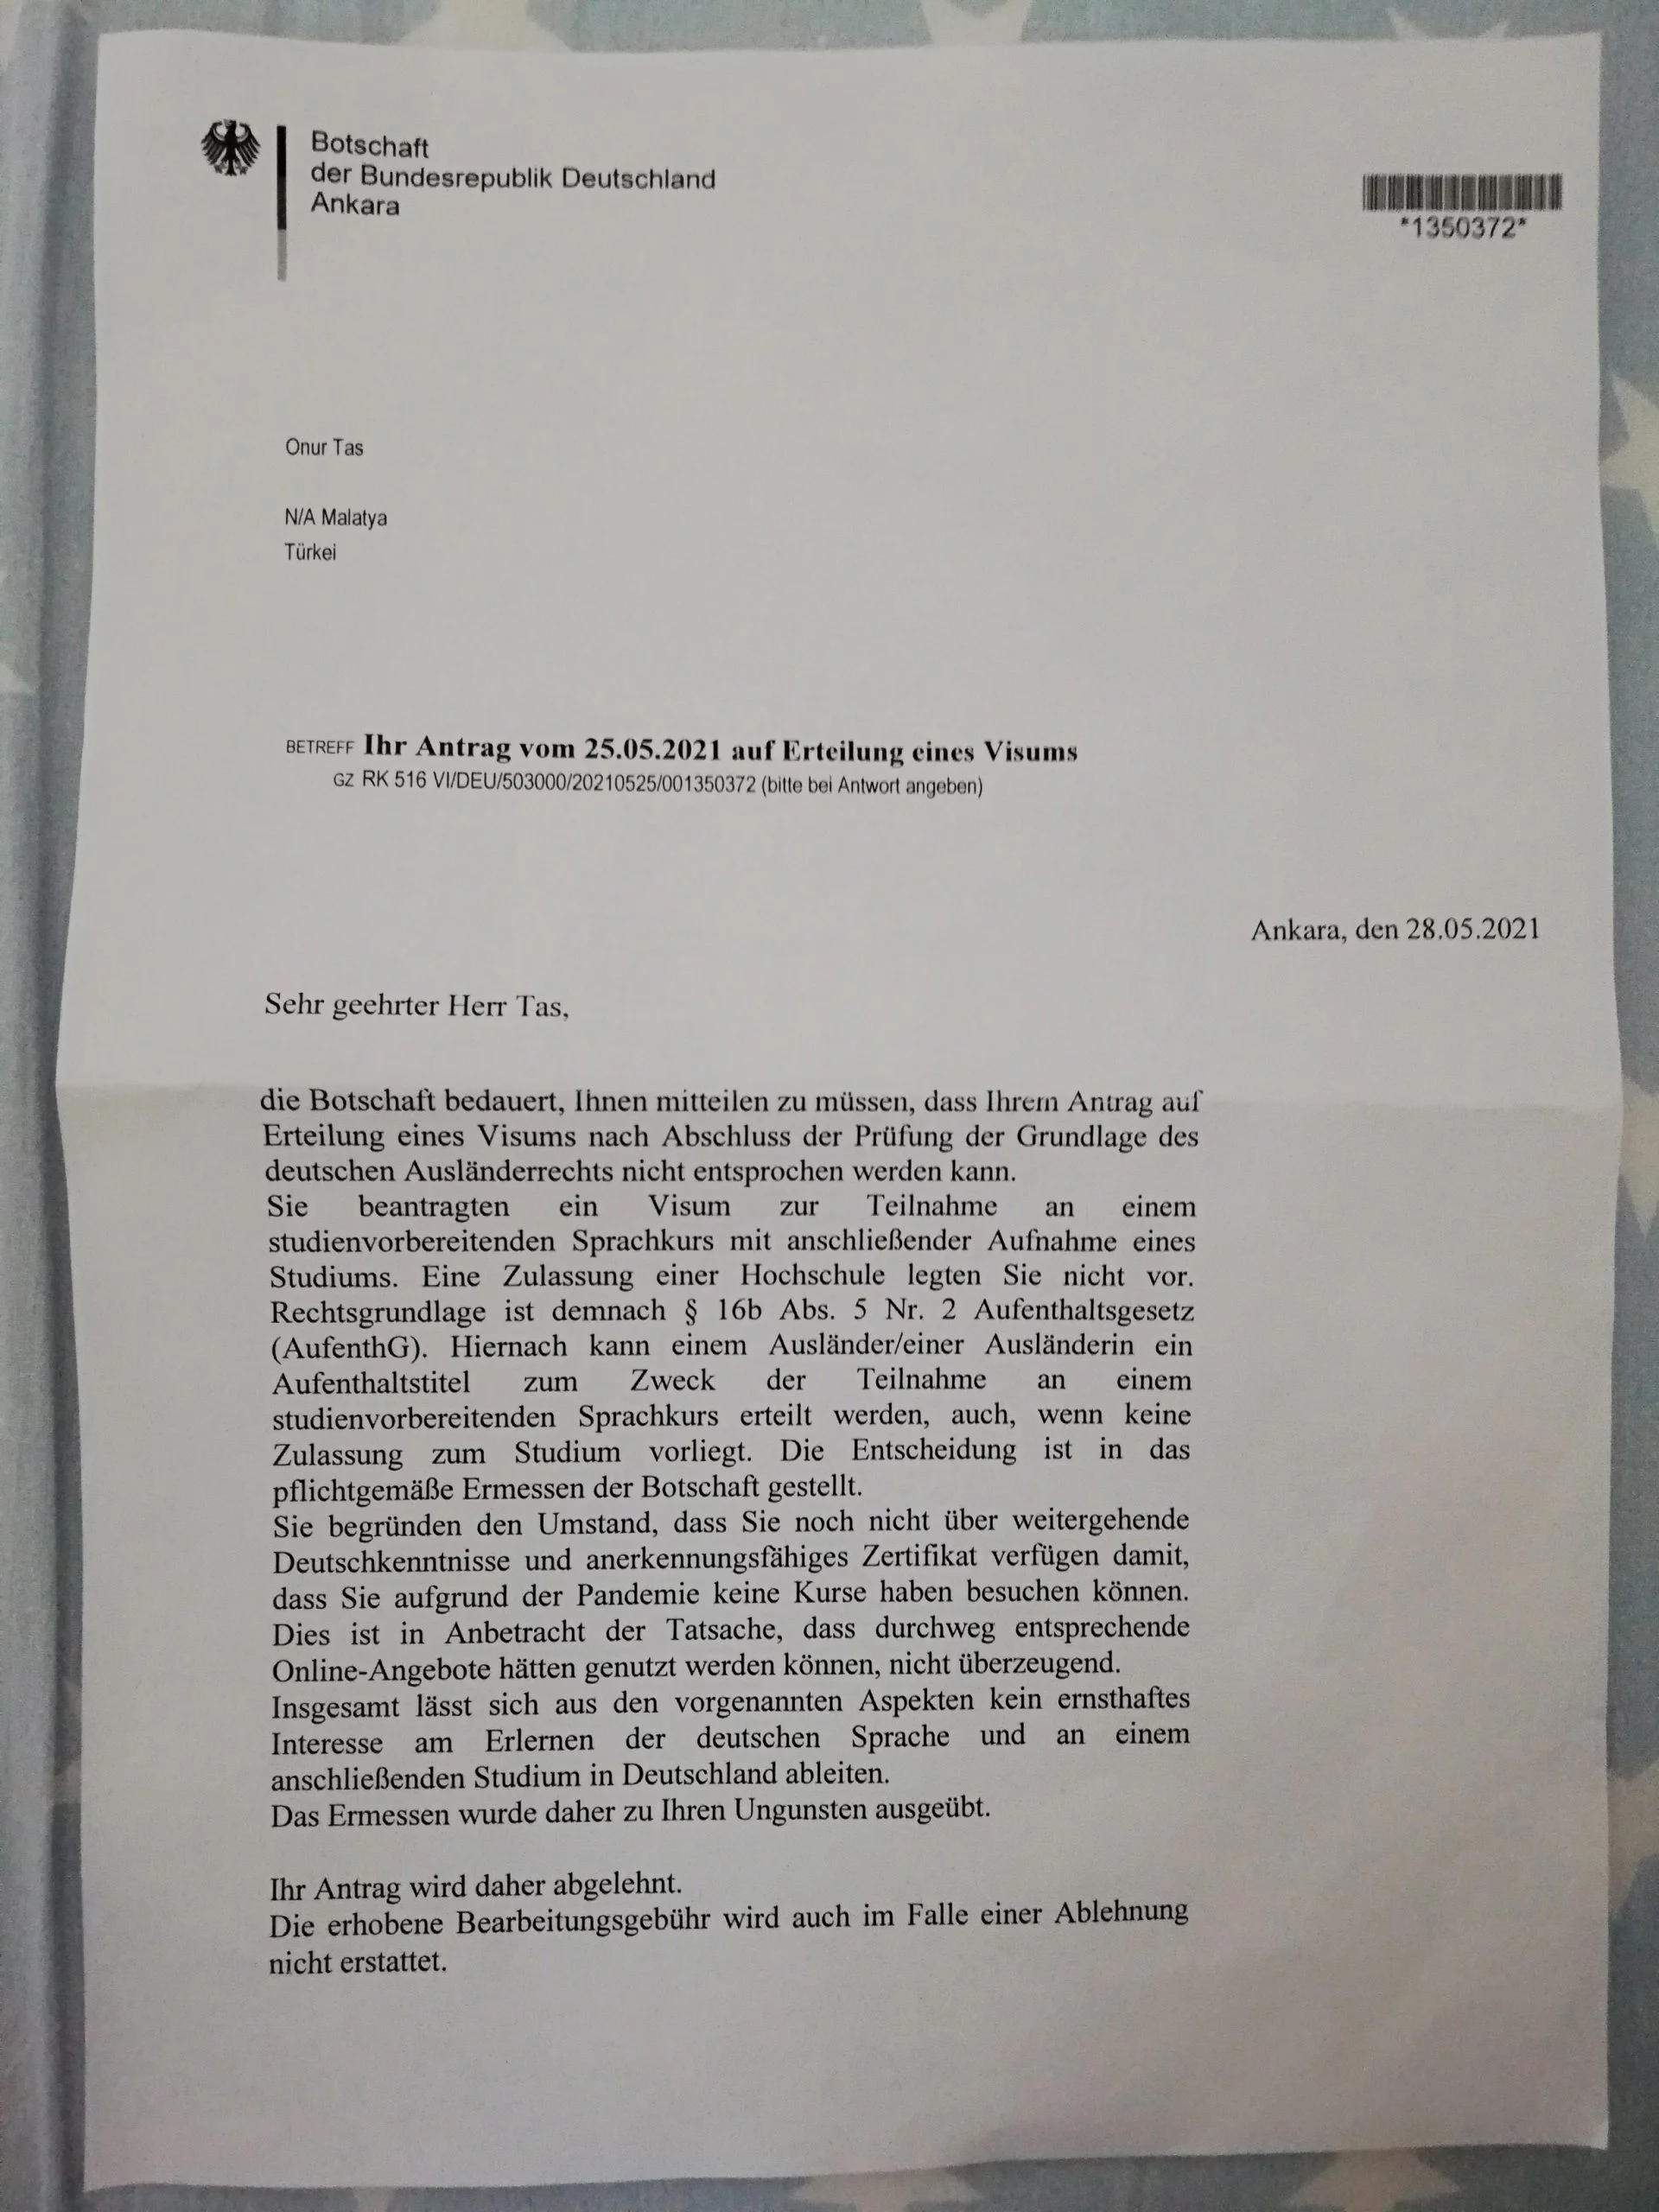 Botschaft
der Bundesrepublik Deutschland
Ankara
*1350372*
Onur Tas
N/A Malatya
Türkei
BETREFF Ihr Antrag vom 25.05.2021 auf Erteilung eines Visums
GZ RK 516 VI/DEU/503000/20210525/001350372 (bitte bei Antwort angeben)
Ankara, den 28.05.2021
Sehr geehrter Herr Tas,
die Botschaft bedauert, Ihnen mitteilen zu müssen, dass Ihrem Antrag auf
Erteilung eines Visums nach Abschluss der Prüfung der Grundlage des
deutschen Ausländerrechts nicht entsprochen werden kann.
Sie beantragten ein Visum zur Teilnahme an einem
studienvorbereitenden Sprachkurs mit anschließender Aufnahme eines
Studiums. Eine Zulassung einer Hochschule legten Sie nicht vor.
Rechtsgrundlage ist demnach § 16b Abs. 5 Nr. 2 Aufenthaltsgesetz
(AufenthG). Hiernach kann einem Ausländer/einer Ausländerin ein
Aufenthaltstitel zum Zweck der Teilnahme an einem
studienvorbereitenden Sprachkurs erteilt werden, auch, wenn keine
Zulassung zum Studium vorliegt. Die Entscheidung ist in das
pflichtgemäße Ermessen der Botschaft gestellt.
Sie begründen den Umstand, dass Sie noch nicht über weitergehende
Deutschkenntnisse und anerkennungsfähiges Zertifikat verfügen damit,
dass Sie aufgrund der Pandemie keine Kurse haben besuchen können.
Dies ist in Anbetracht der Tatsache, dass durchweg entsprechende
Online-Angebote hätten genutzt werden können, nicht überzeugend.
Insgesamt lässt sich aus den vorgenannten Aspekten kein ernsthaftes
Interesse am Erlernen der deutschen Sprache und an einem
anschließenden Studium in Deutschland ableiten.
Das Ermessen wurde daher zu Ihren Ungunsten ausgeübt.
Ihr Antrag wird daher abgelehnt.
Die erhobene Bearbeitungsgebühr wird auch im Falle einer Ablehnung
nicht erstattet.